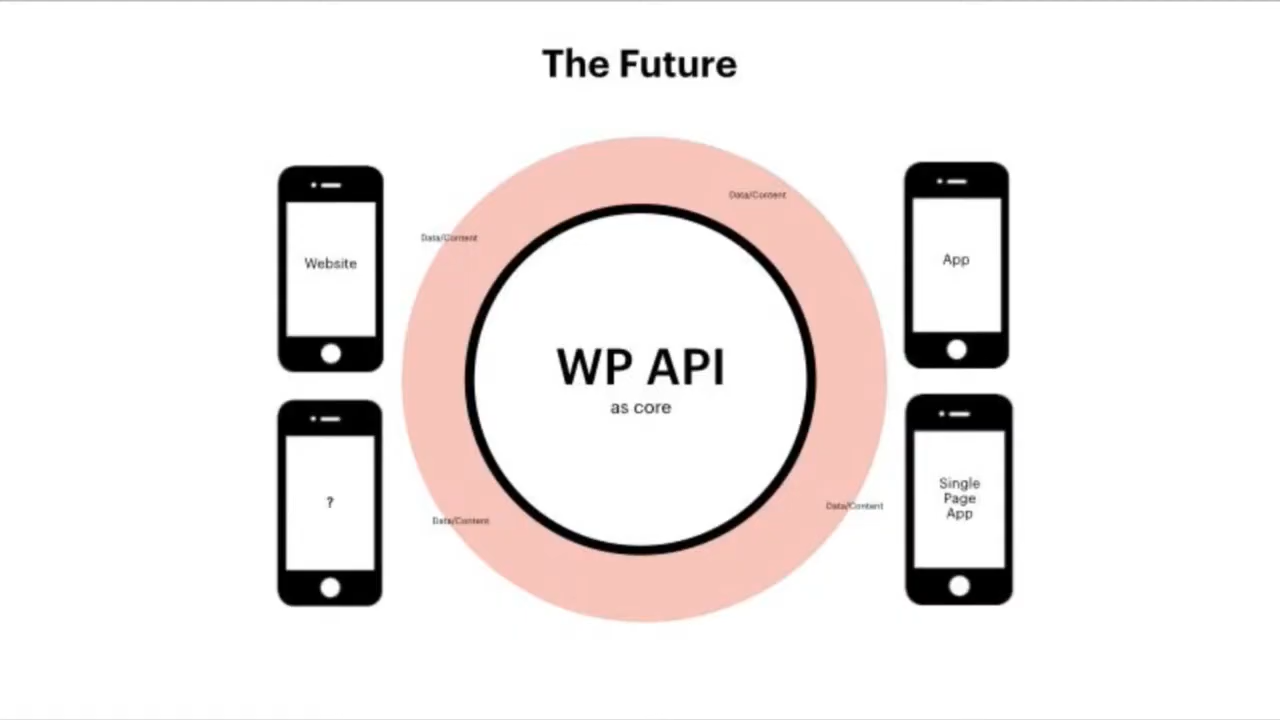 The Future
Data/Content
Data/Content
Website
App
WP API
as core
Single
Page
App
?
Data/Content
Data/Content